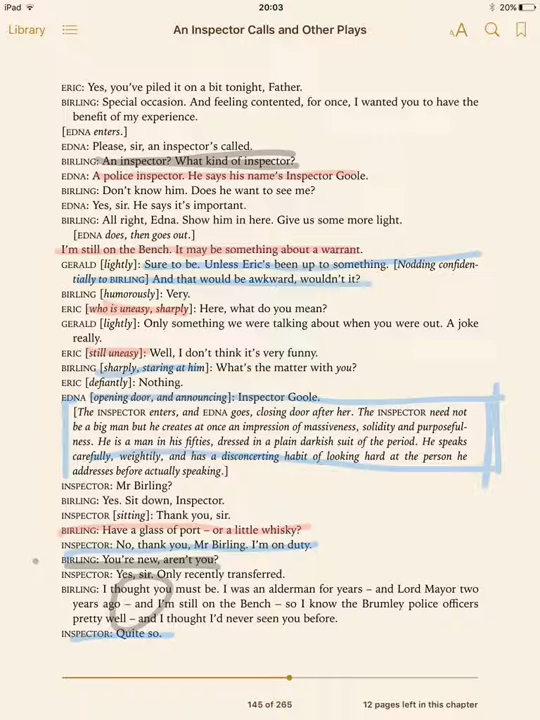 iPad
20:03
20%
Library
An Inspector Calls and Other Plays
AA
ERIC: Yes, you've piled it on a bit tonight, Father.
BIRLING: Special occasion. And feeling contented, for once, I wanted you to have the
benefit of my experience.
[EDNA enters.]
EDNA: Please, sir, an inspector's called.
BIRLING: An inspector? What kind of inspector?
EDNA: A police inspector. He says his name's Inspector Goole.
BIRLING: Don't know him. Does he want to see me?
EDNA: Yes, sir. He says it's important.
BIRLING: All right, Edna. Show him in here. Give us some more light.
[EDNA does, then goes out.]
I'm still on the Bench. It may be something about a warrant.
GERALD [lightly]: Sure to be. Unless Eric's been up to something. [Nodding confiden-
tially to BIRLING] And that would be awkward, wouldn't it?
BIRLING [humorously]: Very.
ERIC [who is uneasy, sharply]: Here, what do you mean?
GERALD [lightly]: Only something we were talking about when you were out. A joke
really.
ERIC [still uneasy]: Well, I don't think it's very funny.
BIRLING [sharply, staring at him]: What's the matter with you?
ERIC [defiantly]: Nothing.
EDNA [opening door, and announcing]: Inspector Goole.
[The INSPECTOR enters, and EDNA goes, closing door after her. The INSPECTOR need not
be a big man but he creates at once an impression of massiveness, solidity and purposeful-
ness. He is a man in his fifties, dressed in a plain darkish suit of the period. He speaks
carefully, weightily, and has a disconcerting habit of looking hard at the person he
addresses before actually speaking.]
INSPECTOR: Mr Birling?
BIRLING: Yes. Sit down, Inspector.
INSPECTOR [sitting]: Thank you, sir.
BIRLING: Have a glass of port – or a little whisky?
INSPECTOR: No, thank you, Mr Birling. I'm on duty.
BIRLING: You're new, aren't you?
INSPECTOR: Yes, sir. Only recently transferred.
BIRLING: I thought you must be. I was an alderman for years – and Lord Mayor two
years ago – and I'm still on the Bench – so I know the Brumley police officers
pretty well – and I thought I'd never seen you before.
INSPECTOR: Quite so.
145 of 265
12 pages left in this chapter